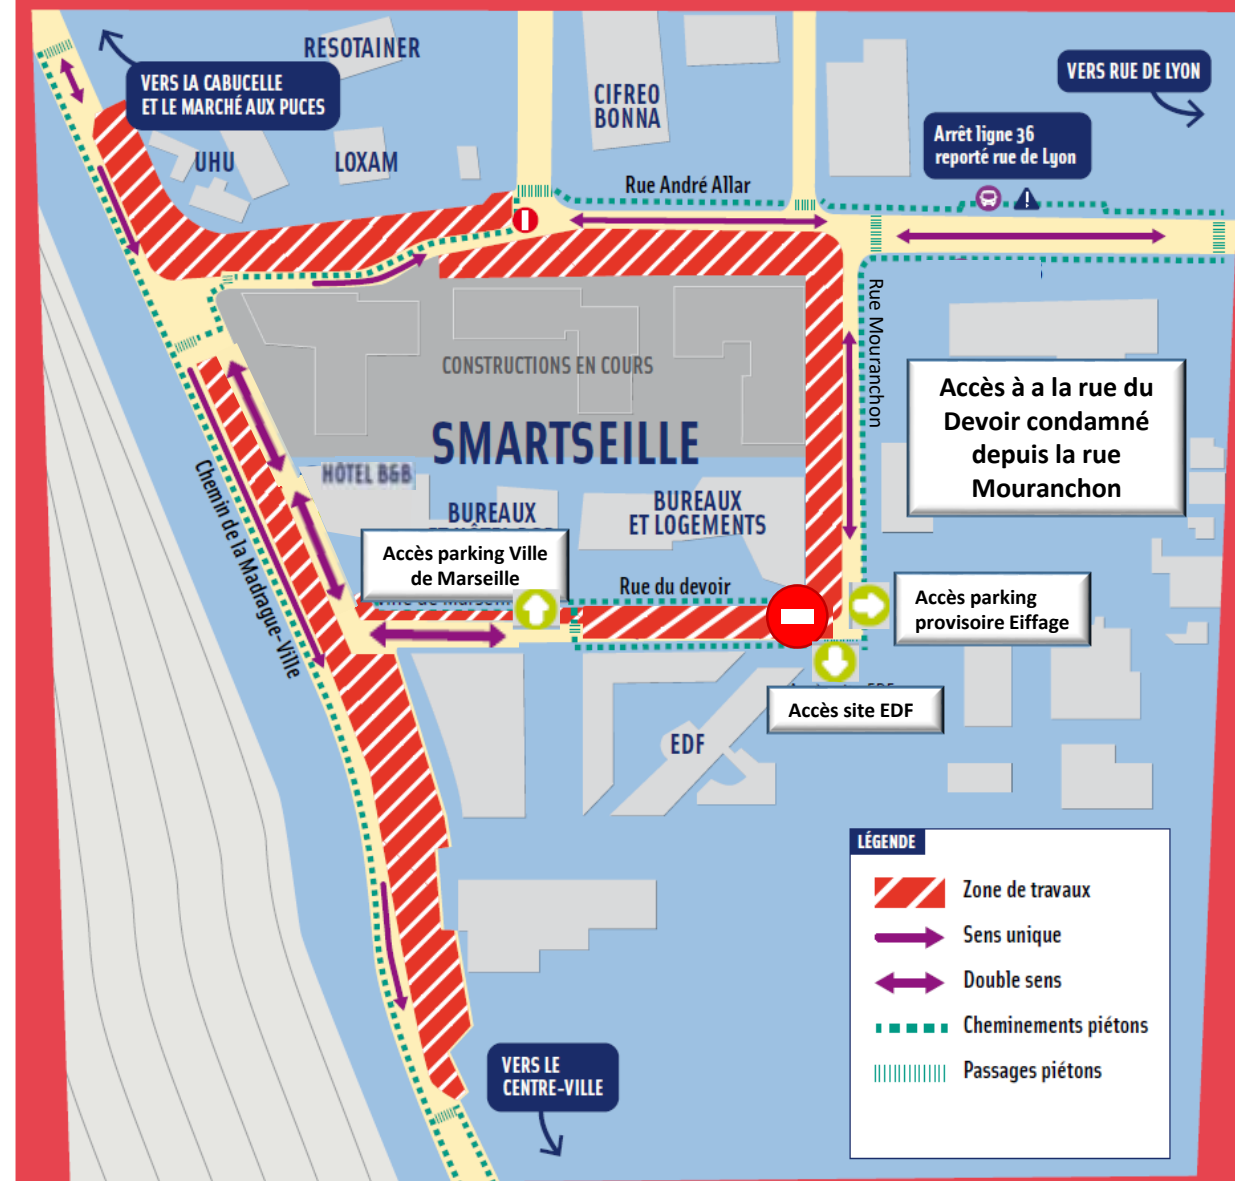 RESOTAINER
VERS LA CABUCELLE
ET LE MARCHÉ AUX PUCES
CIFREO
BONNA
VERS RUE DE LYON
Arrêt ligne 36
reporté rue de Lyon
UHU
LOXAM
Rue André Allar
Rue Mouranchon
CONSTRUCTIONS EN COURS
SMARTSEILLE
Accès à a la rue du
Devoir condamné
depuis la rue
Mouranchon
HÔTEL B&B
BUREAUX
BUREAUX
ET LOGEMENTS
Chemin de la Madrague-Ville
Accès parking Ville
de Marseille
Rue du devoir
Accès parking
provisoire Eiffage
Accès site EDF
EDF
LÉGENDE
Zone de travaux
Sens unique
Double sens
Cheminements piétons
Passages piétons
VERS LE
CENTRE-VILLE